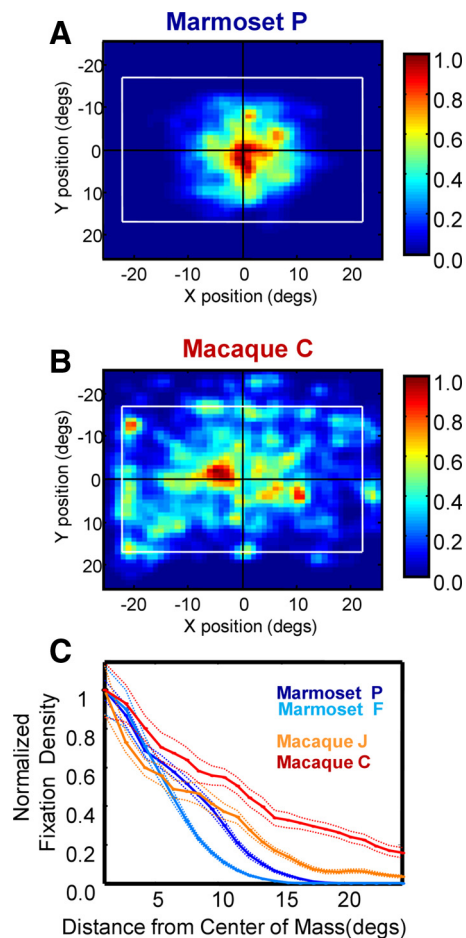 A
Marmoset P
-20
-10
0
10
20
Y position (degs)
-20 -10 0 10 20
X position (degs)
1.0
0.8
0.6
0.4
0.2
0.0
B
Macaque C
-20
-10
0
10
20
Y position (degs)
-20 -10 0 10 20
X position (degs)
1.0
0.8
0.6
0.4
0.2
0.0
C
Normalized
Fixation Density
1
0.8
0.6
0.4
0.2
0.0
Marmoset P
Marmoset F
Macaque J
Macaque C
5 10 15 20
Distance from Center of Mass(degs)